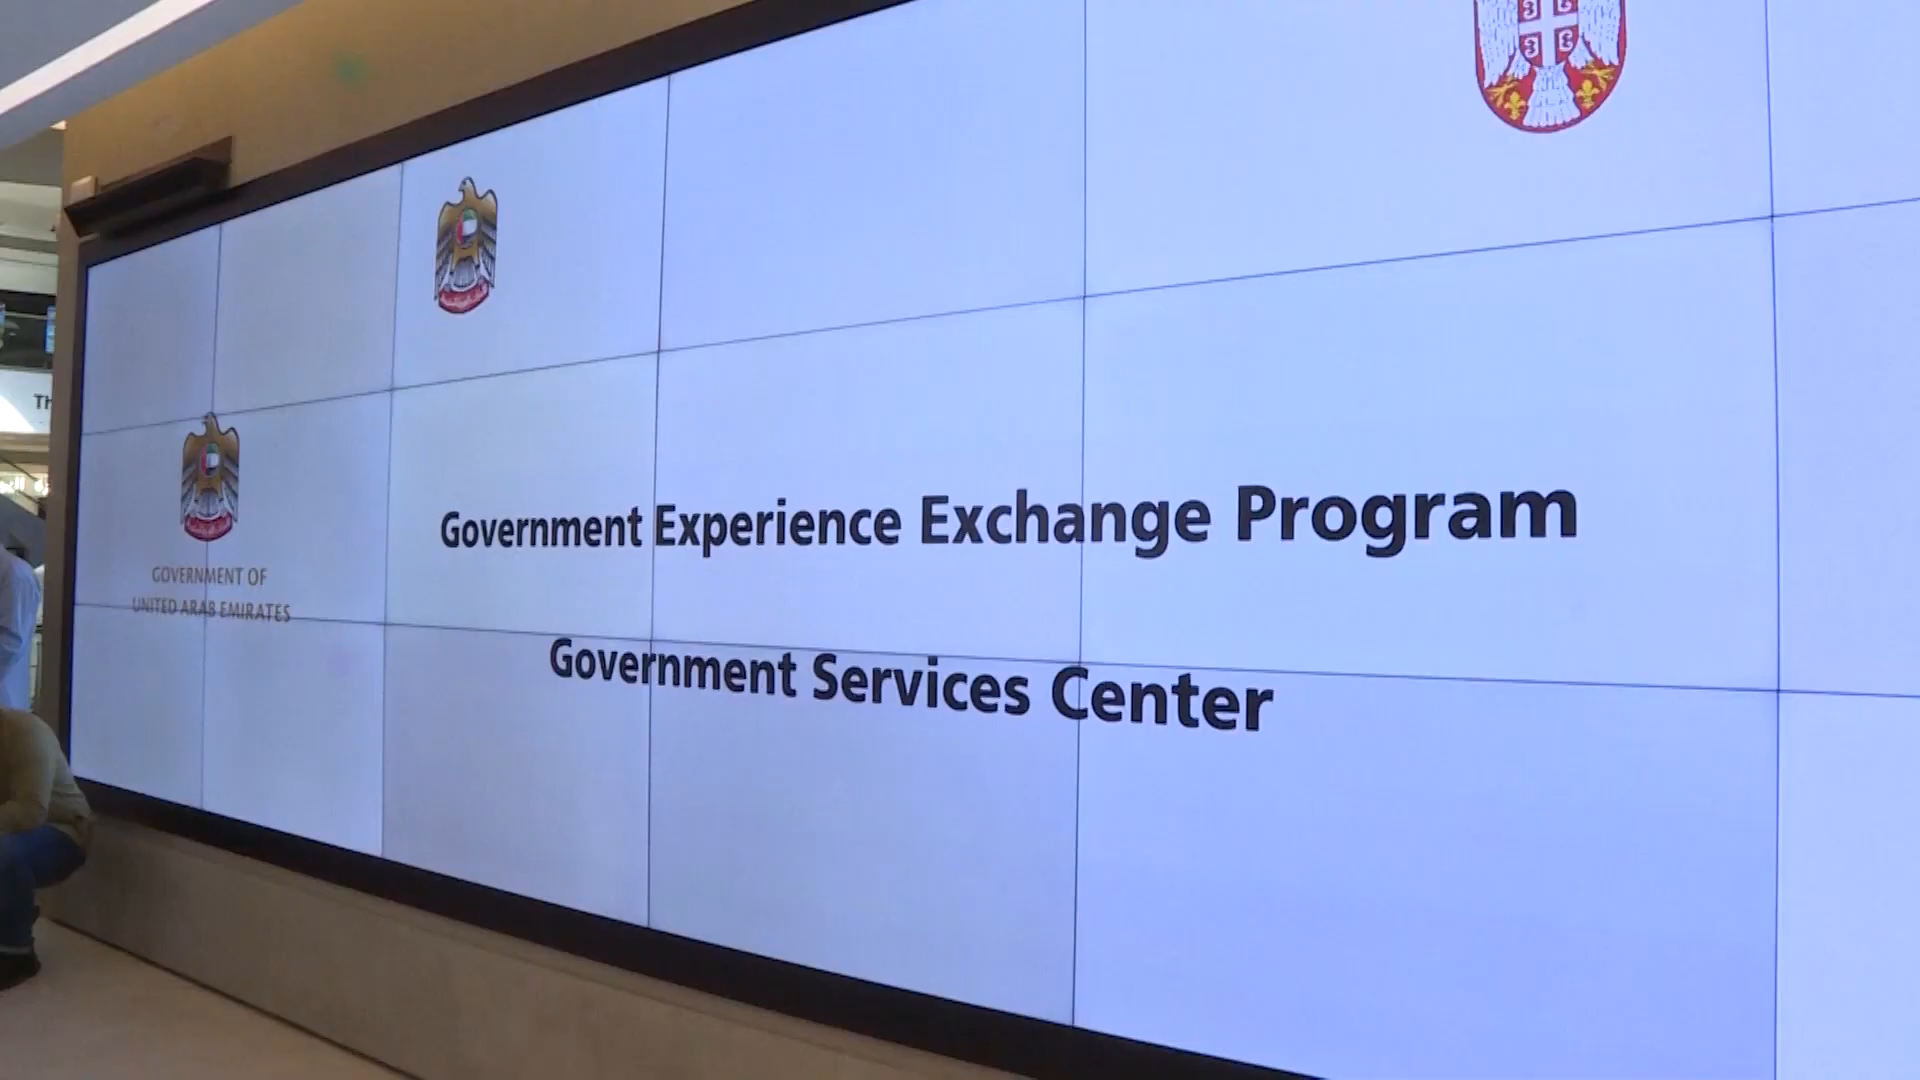 GOVERNMENT OF
UNITED ARAB EMIRATES
Government Experience Exchange Program
Government Services Center